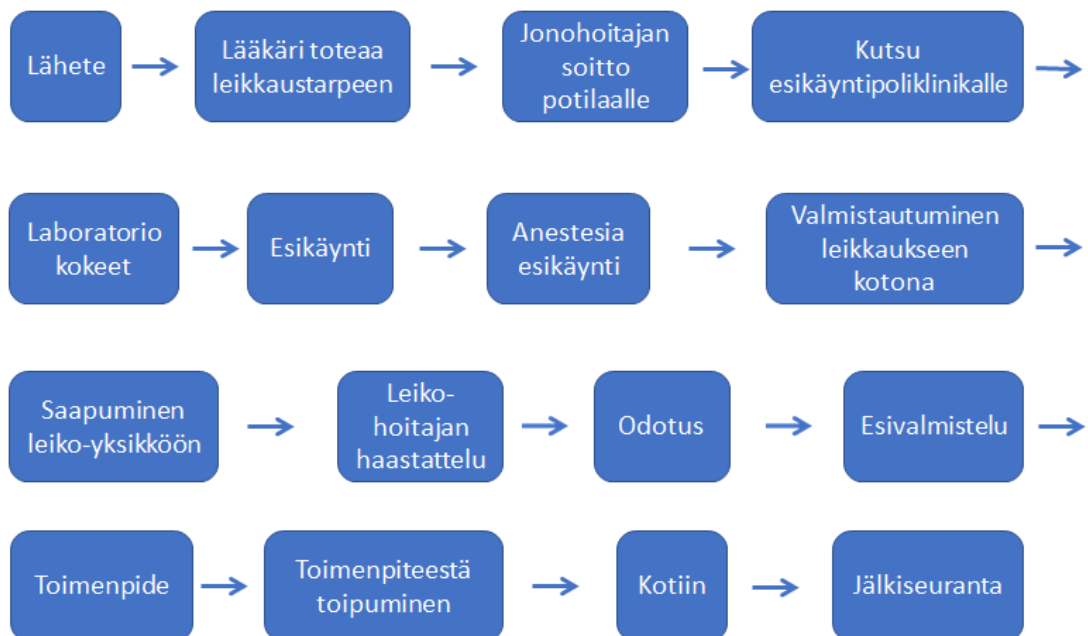 Lähete
Lääkäri toteaa
leikkaustarpeen
Jonohoitajan
soitto
potilaalle
Kutsu
esikäyntipoliklinikalle
Laboratorio
kokeet
Esikäynti
Anestesia
esikäynti
Valmistautuminen
leikkaukseen
kotona
Saapuminen
leiko-yksikköön
Leiko-
hoitajan
haastattelu
Odotus
Esivalmistelu
Toimenpide
Toimenpiteestä
toipuminen
Kotiin
Jälkiseuranta